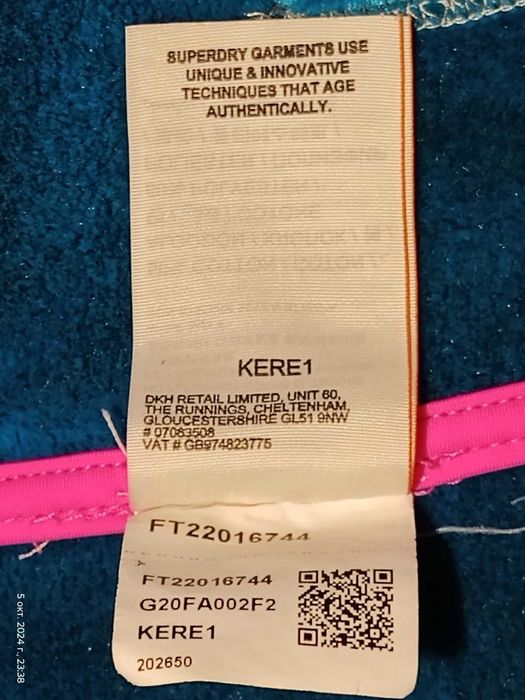 SUPERDRY GARMENTS USE
UNIQUE & INNOVATIVE
TECHNIQUES THAT AGE
AUTHENTICALLY.
KERE1
DKH RETAIL LIMITED, UNIT 60,
THE RUNNINGS, CHELTENHAM,
GLOUCESTERSHIRE GL51 9NW
# 07063508
VAT # GB974823775
FT22016744
FT22016744
G20FA002F2
KERE1
202650
5 окт. 2024 г., 23:38